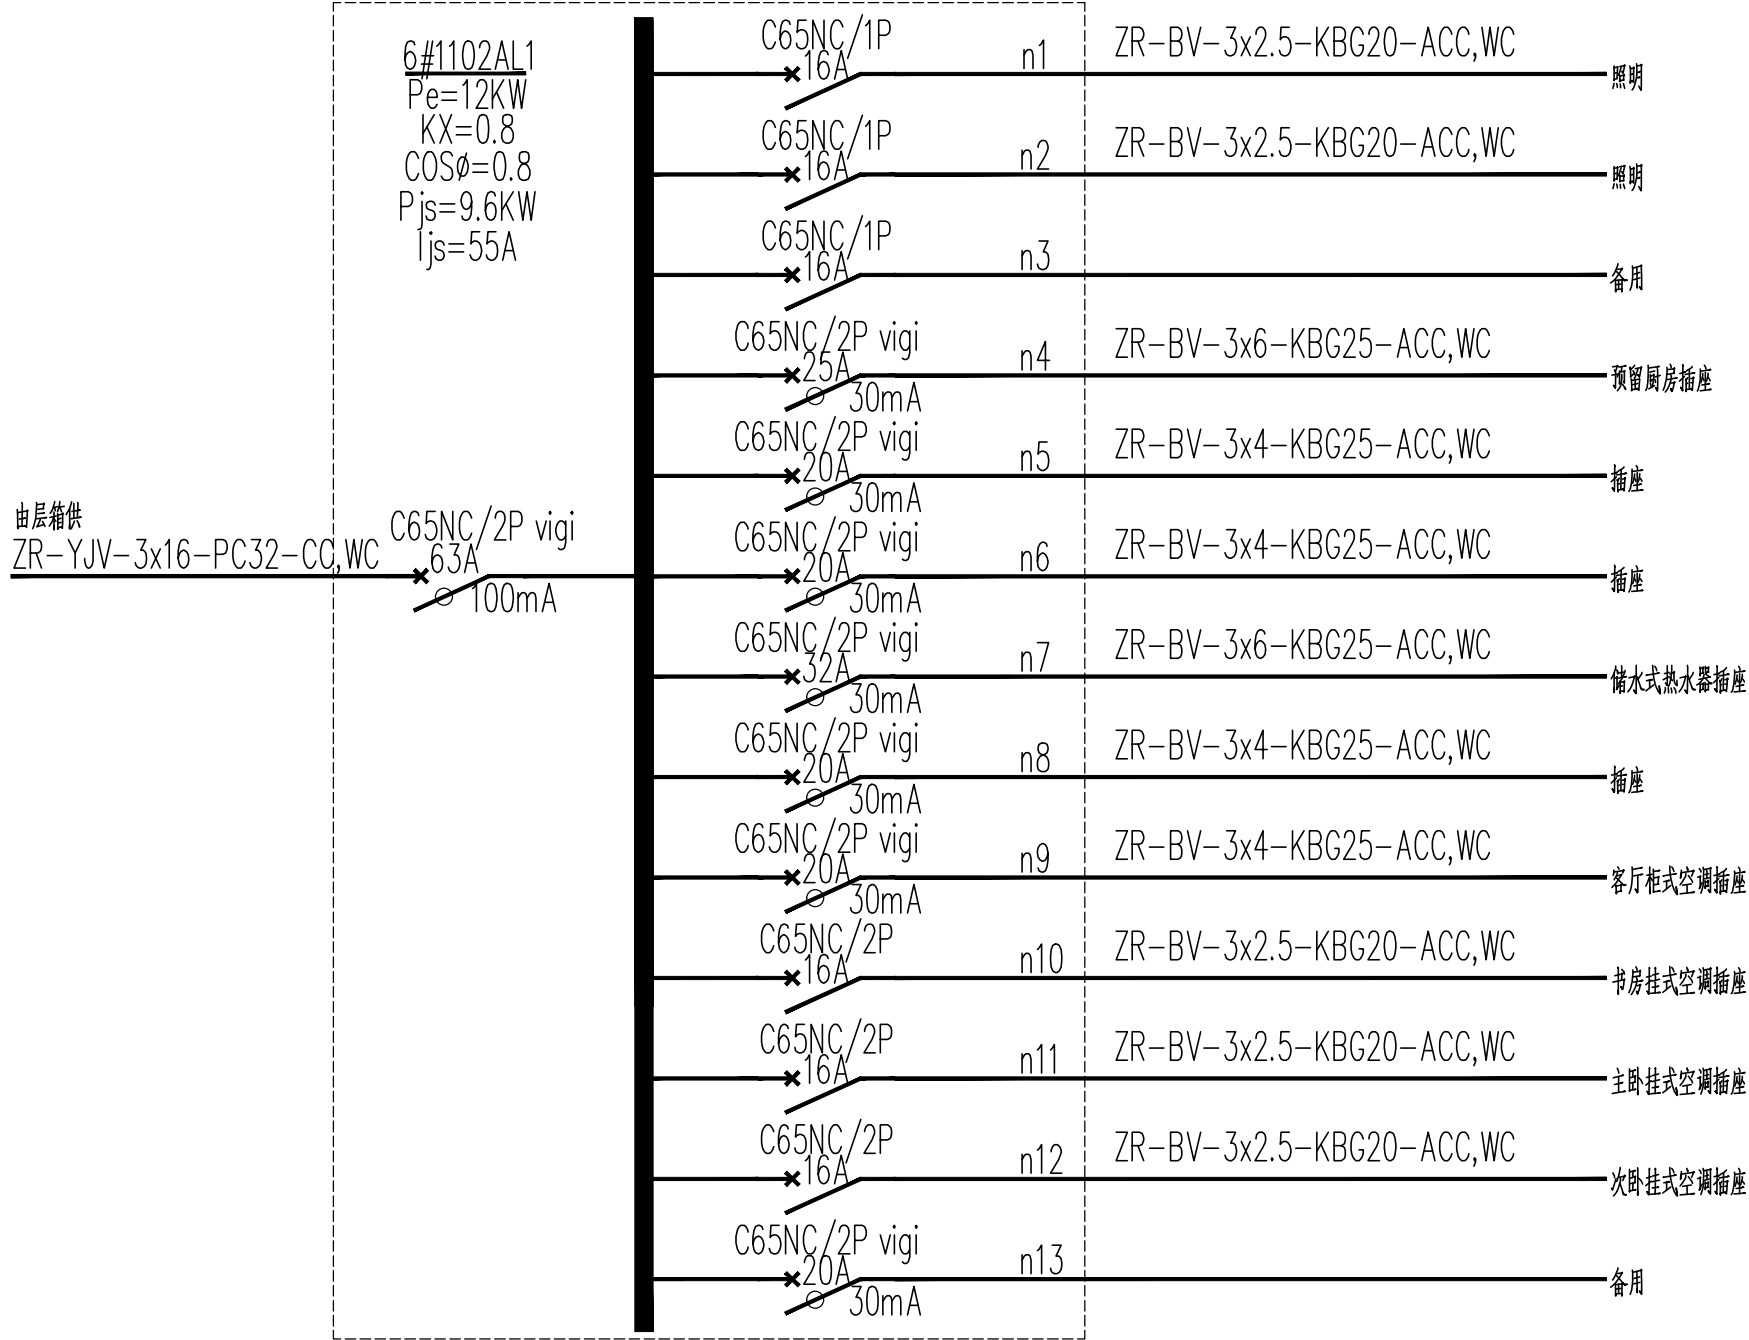 6#1102AL1
Pe=12KW
KX=0.8
COSø=0.8
Pjs=9.6KW
Ijs=55A
由层箱供
ZR-YJV-3x16-PC32-CC,WC
C65NC/2P vigi
63A
100mA
C65NC/1P
16A
n1
ZR-BV-3x2.5-KBG20-ACC,WC
照明
C65NC/1P
16A
n2
ZR-BV-3x2.5-KBG20-ACC,WC
照明
C65NC/1P
16A
n3
备用
C65NC/2P vigi
25A
30mA
n4
ZR-BV-3x6-KBG25-ACC,WC
预留厨房插座
C65NC/2P vigi
20A
30mA
n5
ZR-BV-3x4-KBG25-ACC,WC
插座
C65NC/2P vigi
20A
30mA
n6
ZR-BV-3x4-KBG25-ACC,WC
插座
C65NC/2P vigi
32A
30mA
n7
ZR-BV-3x6-KBG25-ACC,WC
储水式热水器插座
C65NC/2P vigi
20A
30mA
n8
ZR-BV-3x4-KBG25-ACC,WC
插座
C65NC/2P vigi
20A
30mA
n9
ZR-BV-3x4-KBG25-ACC,WC
客厅柜式空调插座
C65NC/2P
16A
n10
ZR-BV-3x2.5-KBG20-ACC,WC
书房挂式空调插座
C65NC/2P
16A
n11
ZR-BV-3x2.5-KBG20-ACC,WC
主卧挂式空调插座
C65NC/2P
16A
n12
ZR-BV-3x2.5-KBG20-ACC,WC
次卧挂式空调插座
C65NC/2P vigi
20A
30mA
n13
备用